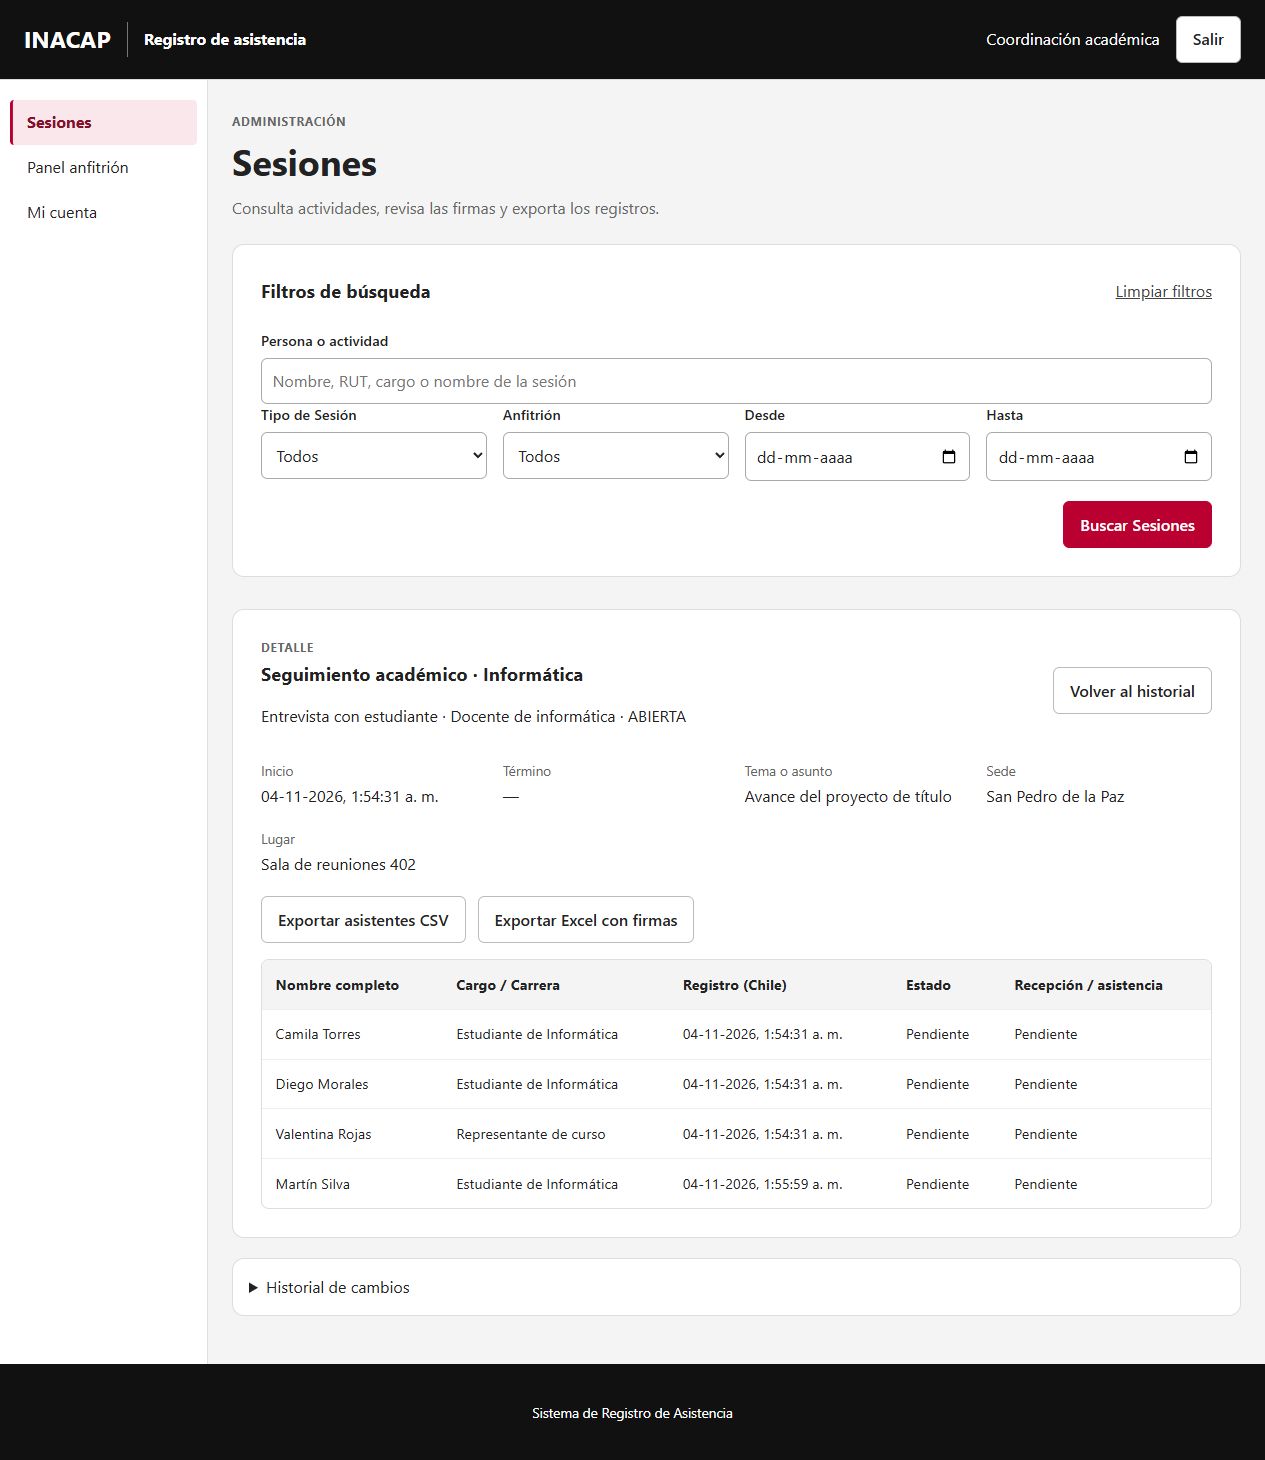 INACAP
Registro de asistencia
Coordinación académica
Salir
Sesiones
Panel anfitrión
Mi cuenta
ADMINISTRACIÓN
Sesiones
Consulta actividades, revisa las firmas y exporta los registros.
Filtros de búsqueda
Limpiar filtros
Persona o actividad
Nombre, RUT, cargo o nombre de la sesión
Tipo de Sesión Anfitrión Desde Hasta
Todos Todos dd-mm-aaaa dd-mm-aaaa
Buscar Sesiones
DETALLE
Seguimiento académico · Informática
Volver al historial
Entrevista con estudiante · Docente de informática · ABIERTA
Inicio Término Tema o asunto Sede
04-11-2026, 1:54:31 a. m. — Avance del proyecto de título San Pedro de la Paz
Lugar
Sala de reuniones 402
Exportar asistentes CSV Exportar Excel con firmas
Nombre completo Cargo / Carrera Registro (Chile) Estado Recepción / asistencia
Camila Torres Estudiante de Informática 04-11-2026, 1:54:31 a. m. Pendiente Pendiente
Diego Morales Estudiante de Informática 04-11-2026, 1:54:31 a. m. Pendiente Pendiente
Valentina Rojas Representante de curso 04-11-2026, 1:54:31 a. m. Pendiente Pendiente
Martín Silva Estudiante de Informática 04-11-2026, 1:55:59 a. m. Pendiente Pendiente
Historial de cambios
Sistema de Registro de Asistencia